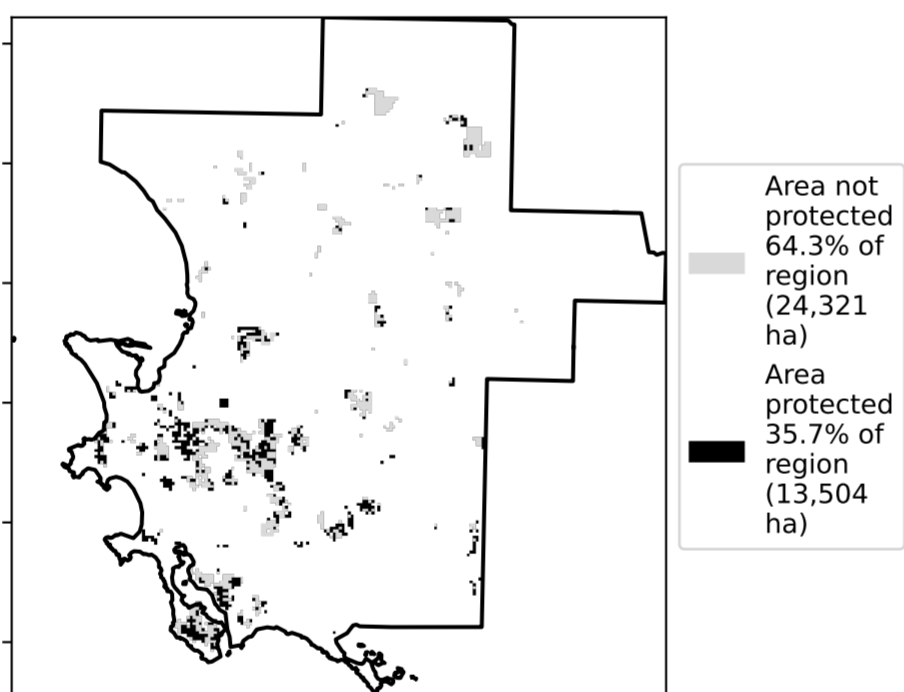 Area not
protected
64.3% of
region
(24,321
ha)
Area
protected
35.7% of
region
(13,504
ha)